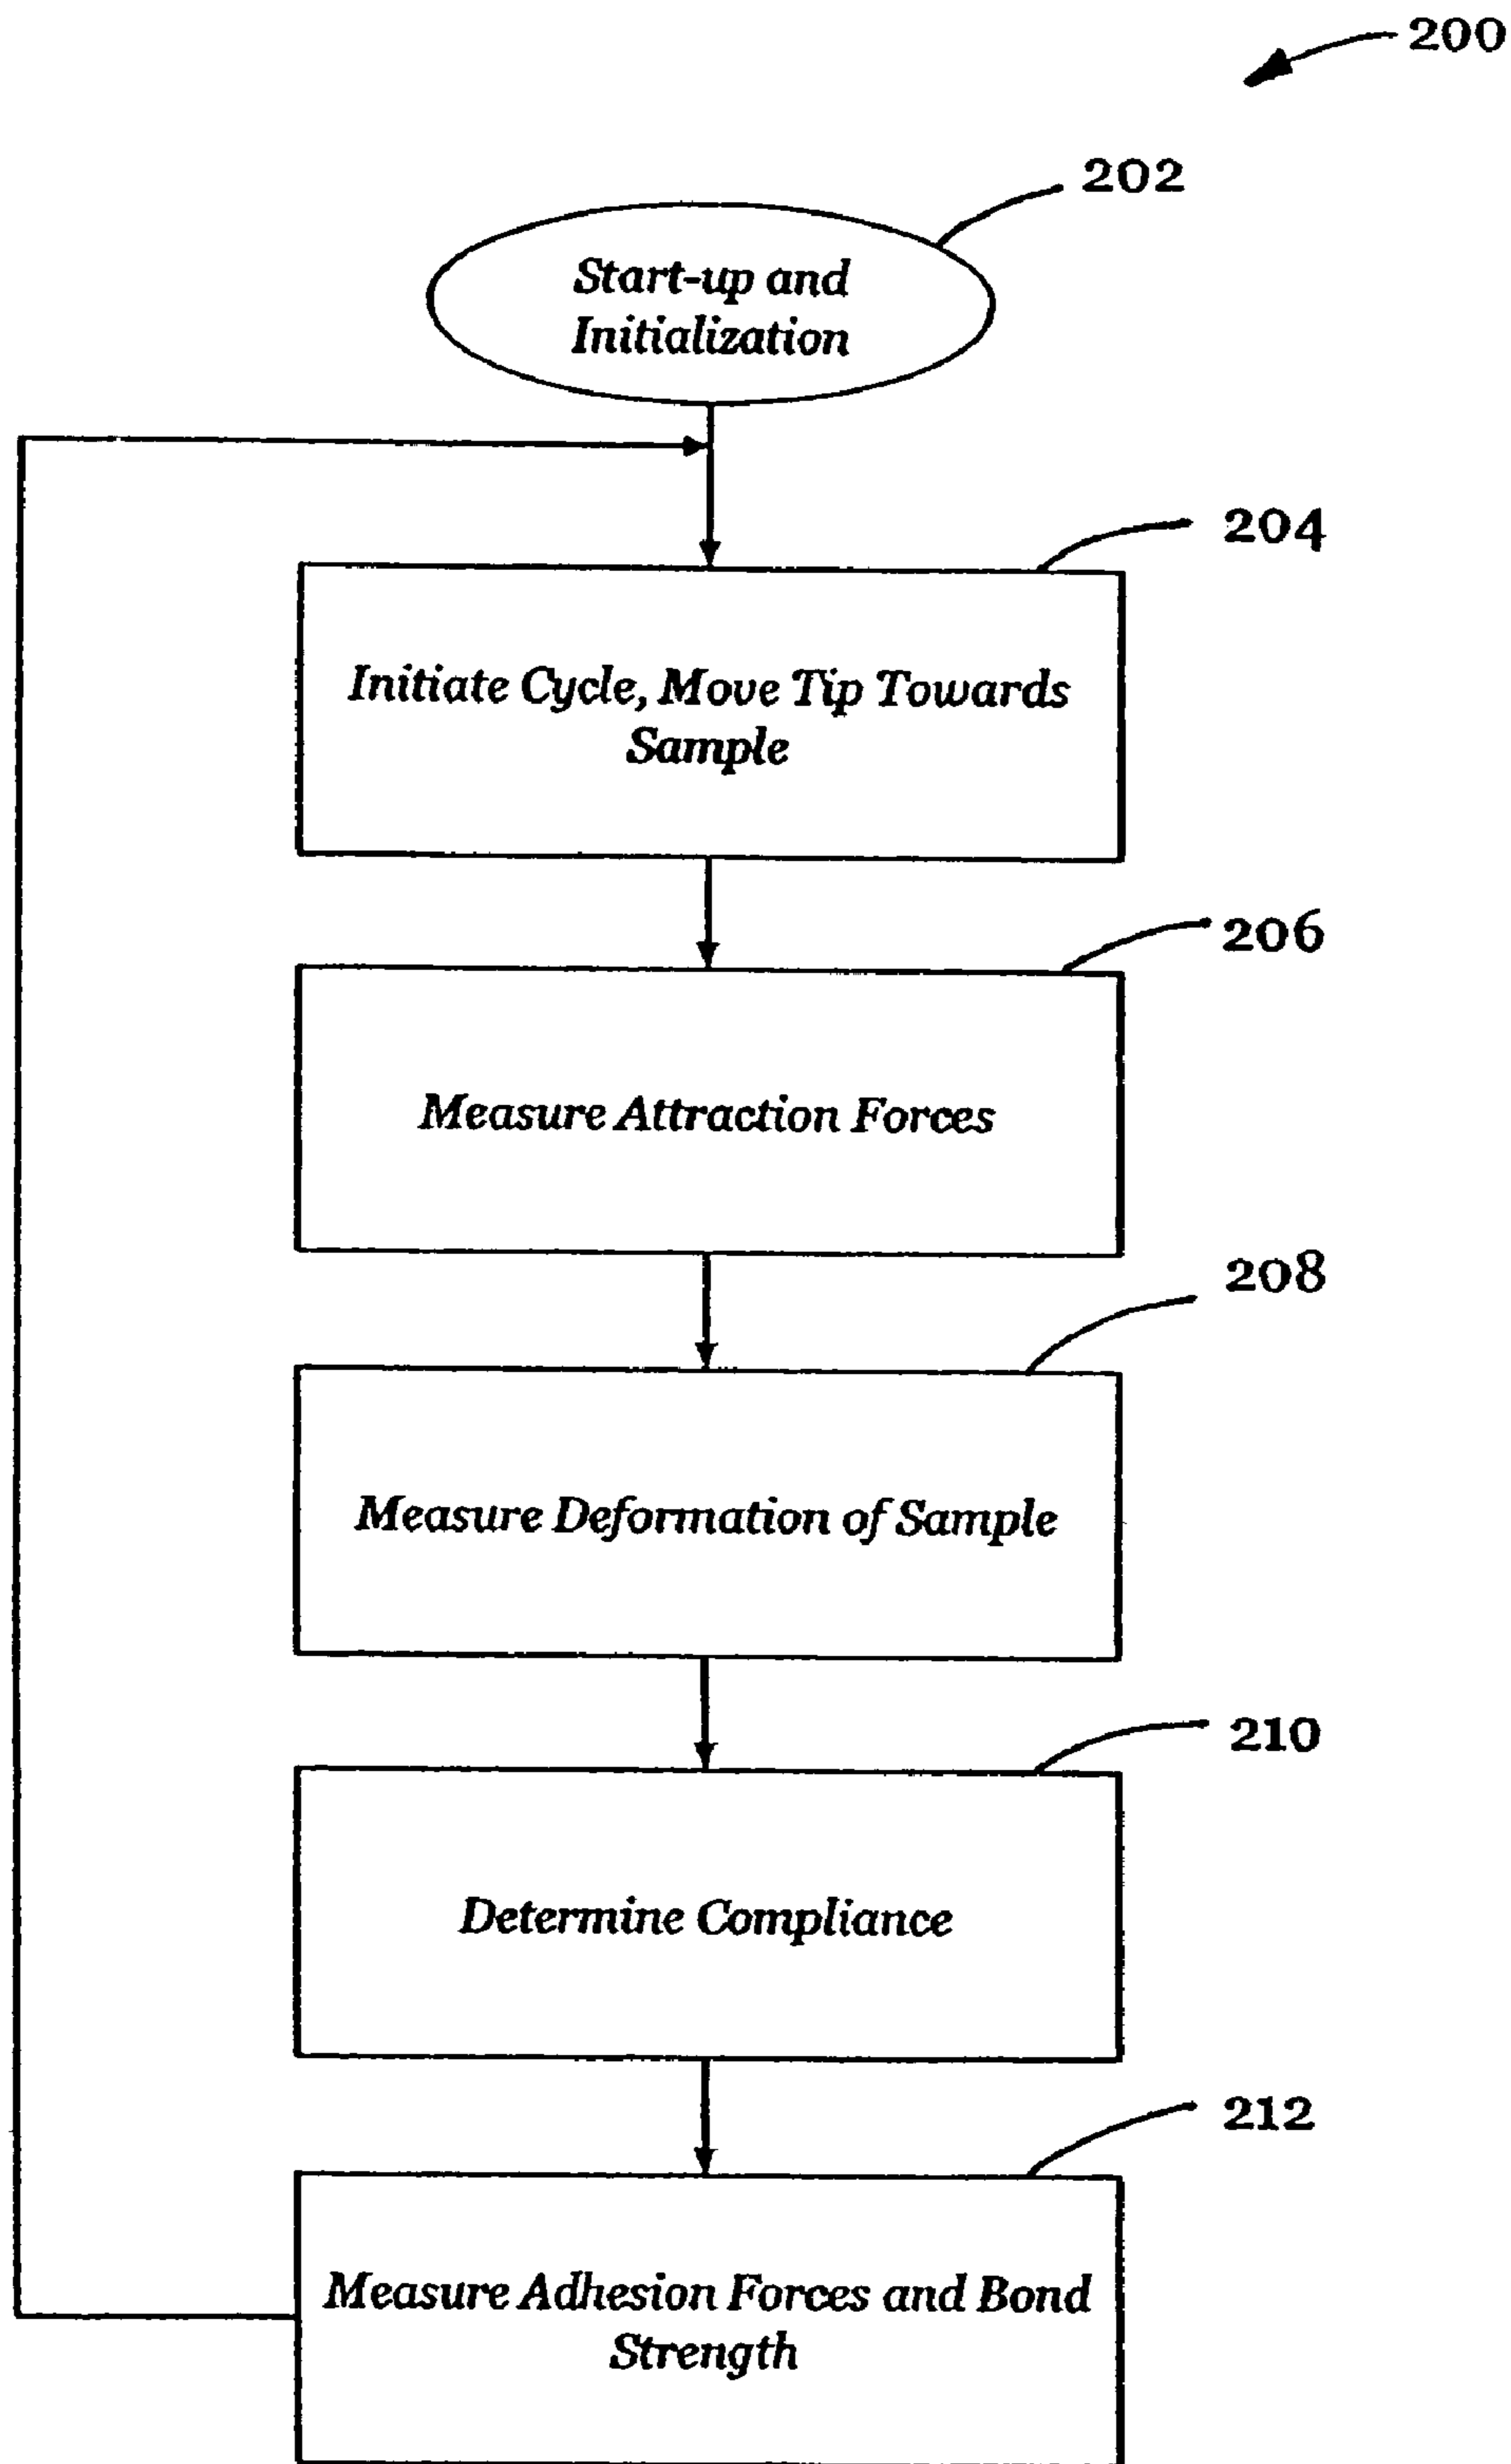 200
202
Start-up and
Initialization
204
Initiate Cycle, Move Tip Towards
Sample
206
Measure Attraction Forces
208
Measure Deformation of Sample
210
Determine Compliance
212
Measure Adhesion Forces and Bond
Strength